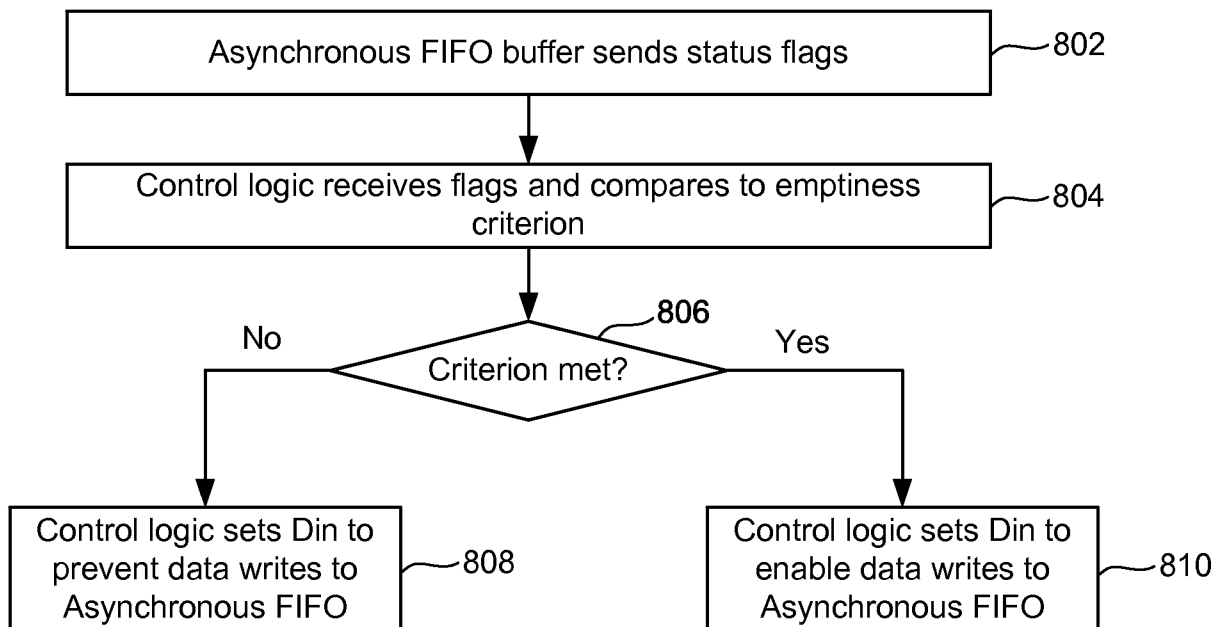 Asynchronous FIFO buffer sends status flags
802
Control logic receives flags and compares to emptiness
criterion
804
806
No
Yes
Criterion met?
Control logic sets Din to
prevent data writes to
Asynchronous FIFO
808
Control logic sets Din to
enable data writes to
Asynchronous FIFO
810